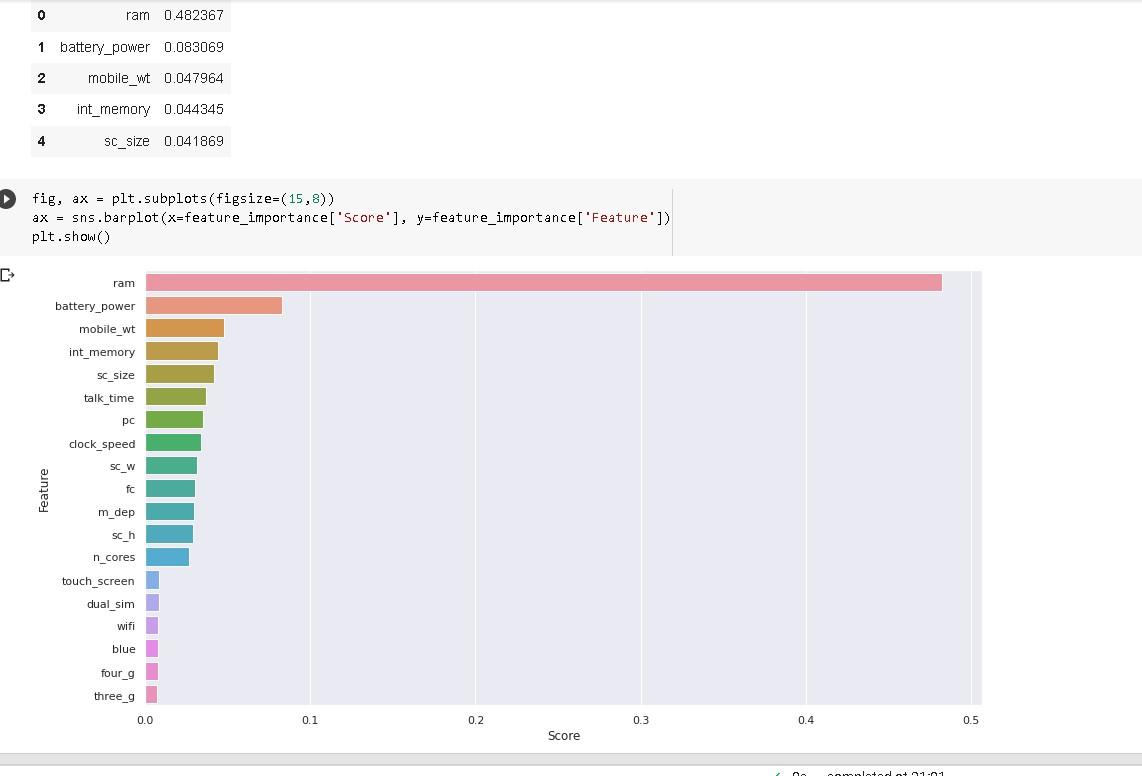 0 ram 0.482367
1 battery_power 0.083069
2 mobile_wt 0.047964
3 int_memory 0.044345
4 sc_size 0.041869
fig, ax = plt.subplots(figsize=(15,8))
ax = sns.barplot(x=feature_importance['Score'], y=feature_importance['Feature'])
plt.show()
ram
battery_power
mobile_wt
int_memory
sc_size
talk_time
pc
clock_speed
sc_w
fc
m_dep
sc_h
n_cores
touch_screen
dual_sim
wifi
blue
four_g
three_g
Feature
0.0 0.1 0.2 0.3 0.4 0.5
Score
completed at